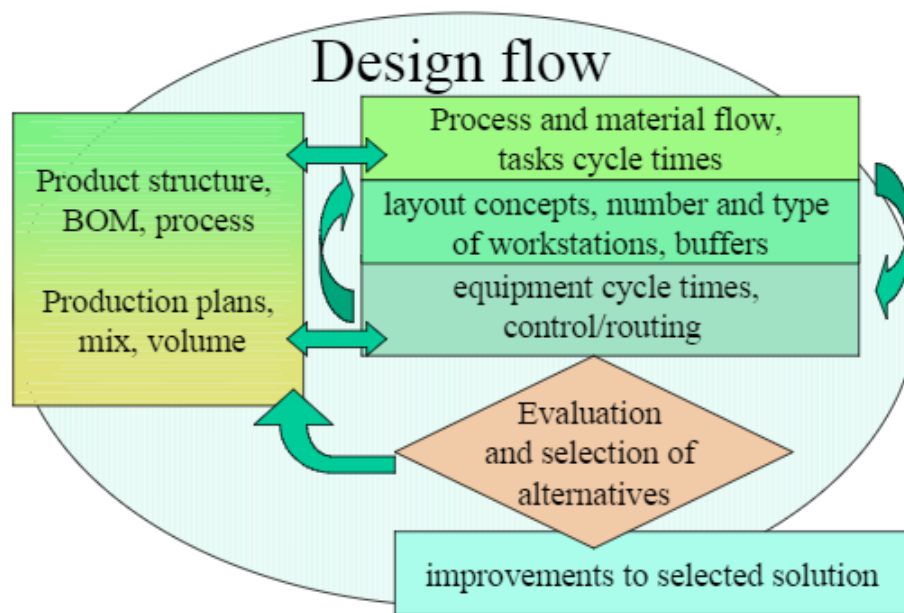 Design flow
Product structure,
BOM, process
Production plans,
mix, volume
Process and material flow,
tasks cycle times
layout concepts, number and type
of workstations, buffers
equipment cycle times,
control/routing
Evaluation
and selection of
alternatives
improvements to selected solution